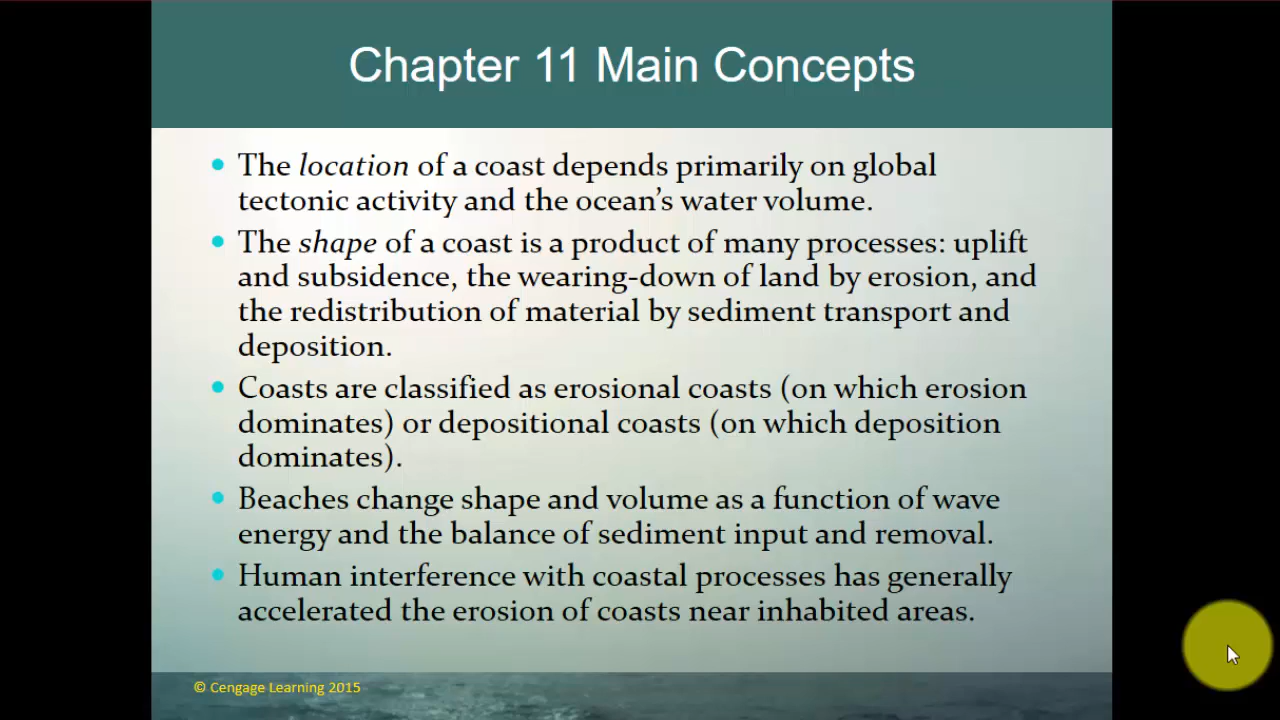 Chapter 11 Main Concepts
• The location of a coast depends primarily on global
tectonic activity and the ocean’s water volume.
• The shape of a coast is a product of many processes: uplift
and subsidence, the wearing-down of land by erosion, and
the redistribution of material by sediment transport and
deposition.
• Coasts are classified as erosional coasts (on which erosion
dominates) or depositional coasts (on which deposition
dominates).
• Beaches change shape and volume as a function of wave
energy and the balance of sediment input and removal.
• Human interference with coastal processes has generally
accelerated the erosion of coasts near inhabited areas.
© Cengage Learning 2015